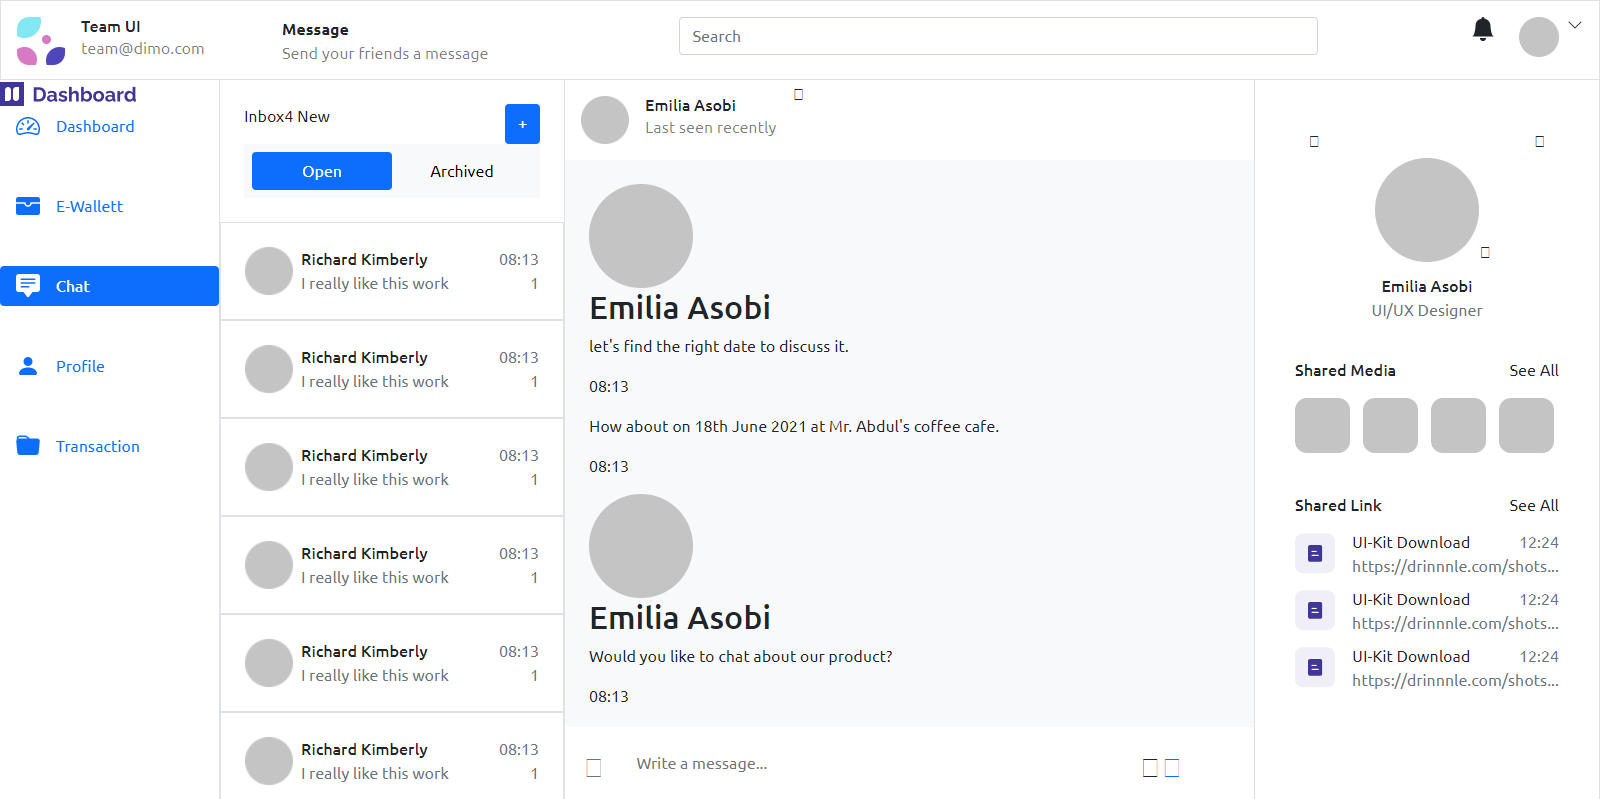 Team UI
team@dimo.com
Message
Send your friends a message
Search
Dashboard
Dashboard
E-Wallett
Chat
Profile
Transaction
Inbox4 New
+
Open
Archived
Richard Kimberly
08:13
I really like this work
1
Richard Kimberly
08:13
I really like this work
1
Richard Kimberly
08:13
I really like this work
1
Richard Kimberly
08:13
I really like this work
1
Richard Kimberly
08:13
I really like this work
1
Richard Kimberly
08:13
I really like this work
1
Emilia Asobi
Last seen recently
Emilia Asobi
let's find the right date to discuss it.
08:13
How about on 18th June 2021 at Mr. Abdul's coffee cafe.
08:13
Emilia Asobi
Would you like to chat about our product?
08:13
Write a message...
Emilia Asobi
UI/UX Designer
Shared Media
See All
Shared Link
See All
UI-Kit Download
12:24
https://drinnnle.com/shots...
UI-Kit Download
12:24
https://drinnnle.com/shots...
UI-Kit Download
12:24
https://drinnnle.com/shots...